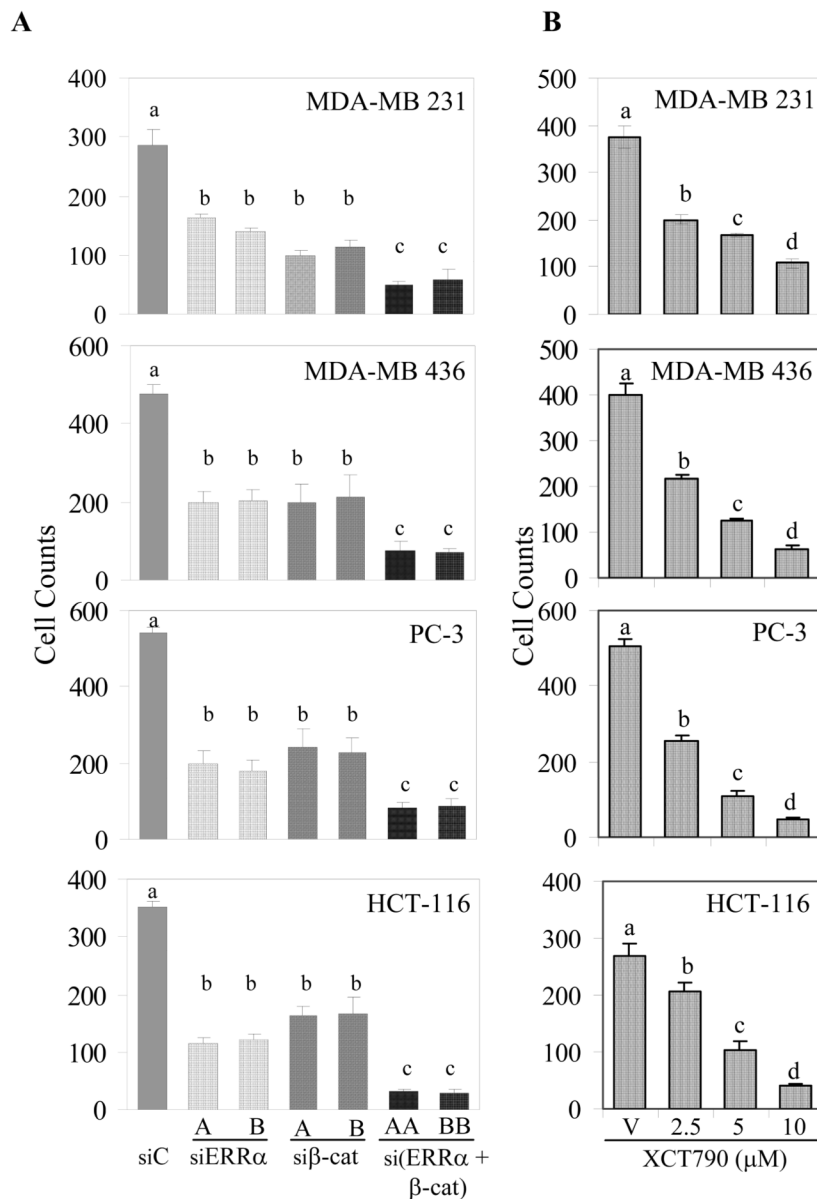 A
B
Cell Counts
MDA-MB 231
400
300
200
100
0
a
b b b b
c c
MDA-MB 436
600
400
200
0
a
b b b b
c c
PC-3
600
400
200
0
a
b b b b
c c
HCT-116
400
300
200
100
0
a
b b b b
c c
A B A B AA BB
siC siERRα siβ-cat si(ERRα +
β-cat)
Cell Counts
MDA-MB 231
500
400
300
200
100
0
a
b
c
d
MDA-MB 436
500
400
300
200
100
0
a
b
c
d
PC-3
600
400
200
0
a
b
c
d
HCT-116
400
300
200
100
0
a
b
c
d
V 2.5 5 10
XCT790 (μM)